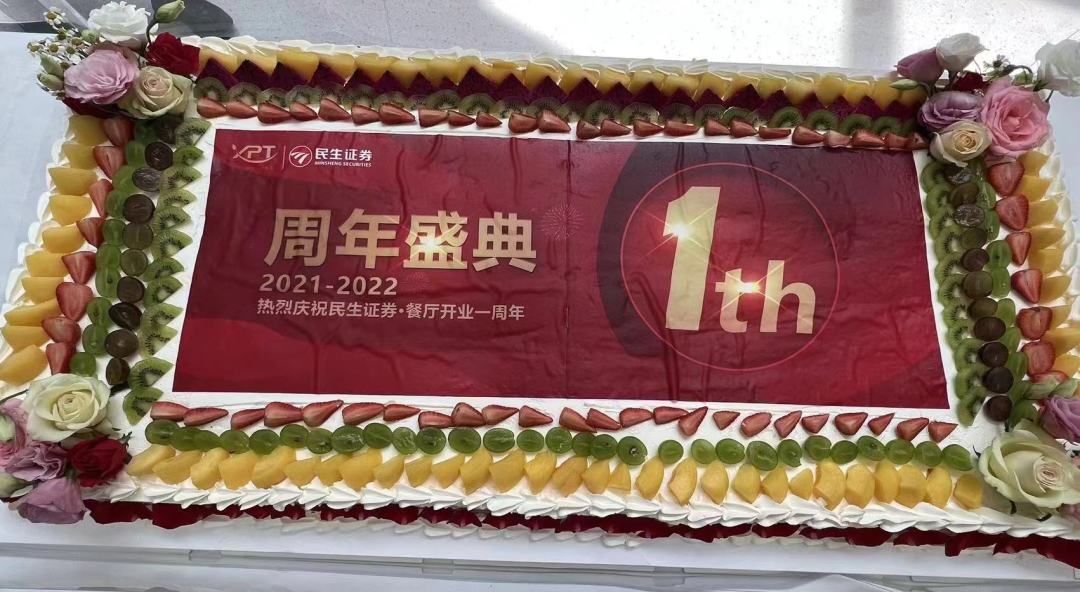 XPT 民生证券
MINSHENG SECURITIES
周年盛典
2021-2022
热烈庆祝民生证券·餐厅开业一周年
1th